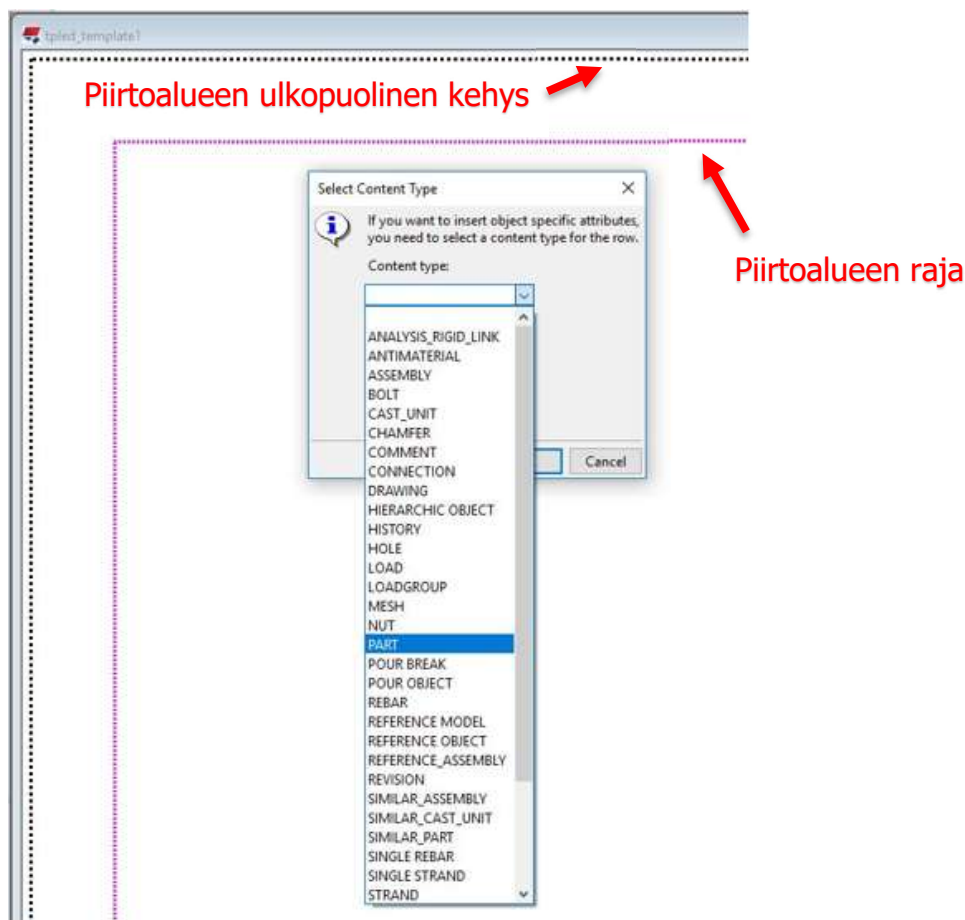 tpled_template1
Piirtoalueen ulkopuolinen kehys
Select Content Type
If you want to insert object specific attributes,
you need to select a content type for the row.
Content type:
Piirtoalueen raja
ANALYSIS_RIGID_LINK
ANTIMATERIAL
ASSEMBLY
BOLT
CAST_UNIT
CHAMFER
COMMENT
CONNECTION
Cancel
DRAWING
HIERARCHIC OBJECT
HISTORY
HOLE
LOAD
LOADGROUP
MESH
NUT
PART
POUR BREAK
POUR OBJECT
REBAR
REFERENCE MODEL
REFERENCE OBJECT
REFERENCE_ASSEMBLY
REVISION
SIMILAR_ASSEMBLY
SIMILAR_CAST_UNIT
SIMILAR_PART
SINGLE REBAR
SINGLE STRAND
STRAND